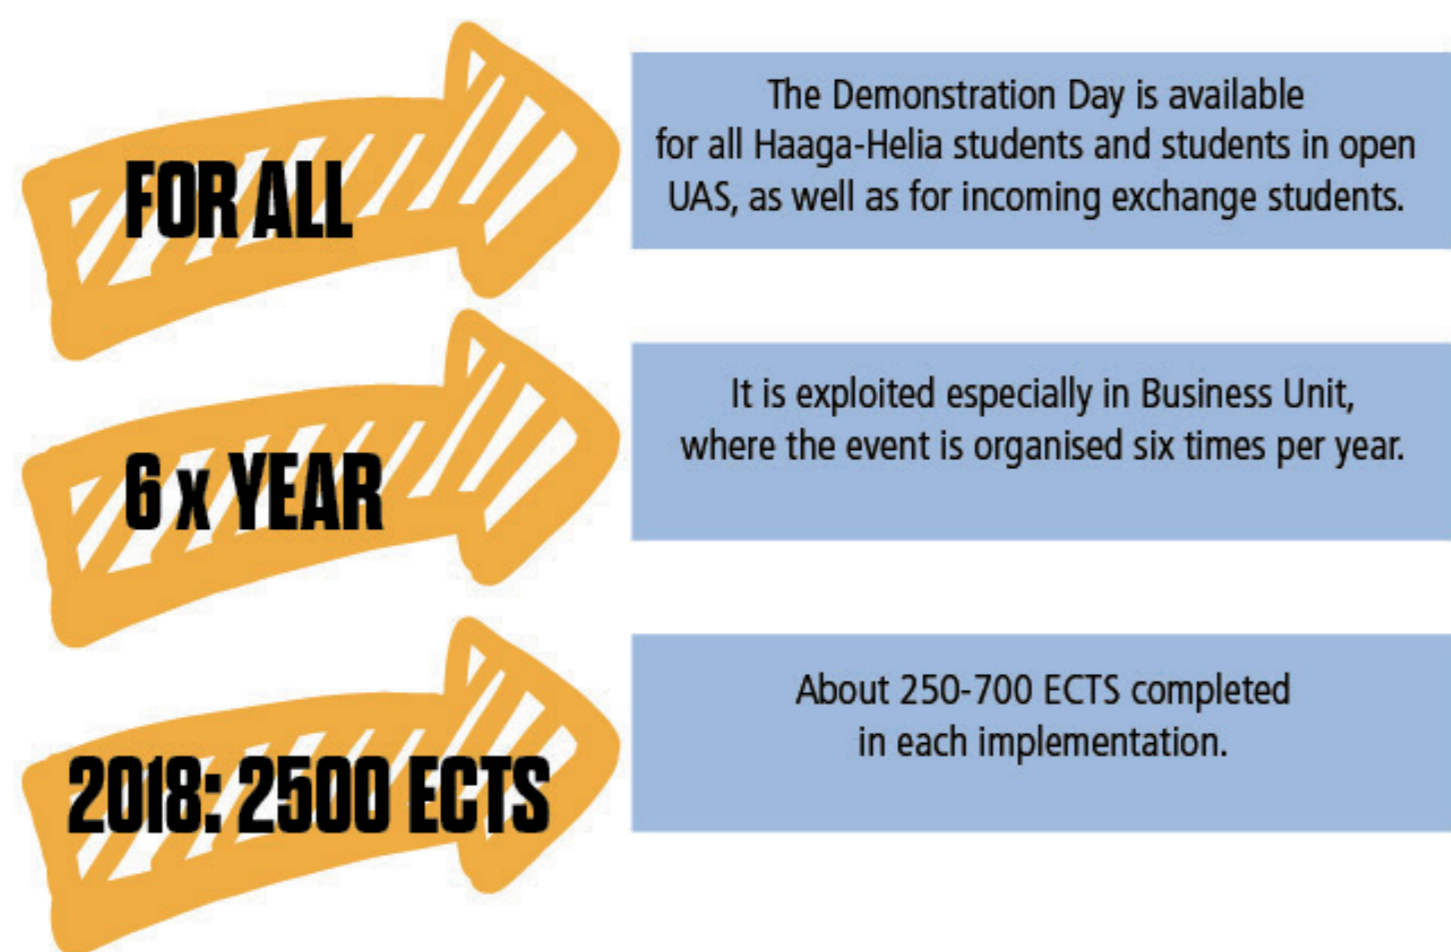 FOR ALL
The Demonstration Day is available
for all Haaga-Helia students and students in open
UAS, as well as for incoming exchange students.
6 x YEAR
It is exploited especially in Business Unit,
where the event is organised six times per year.
2018: 2500 ECTS
About 250-700 ECTS completed
in each implementation.